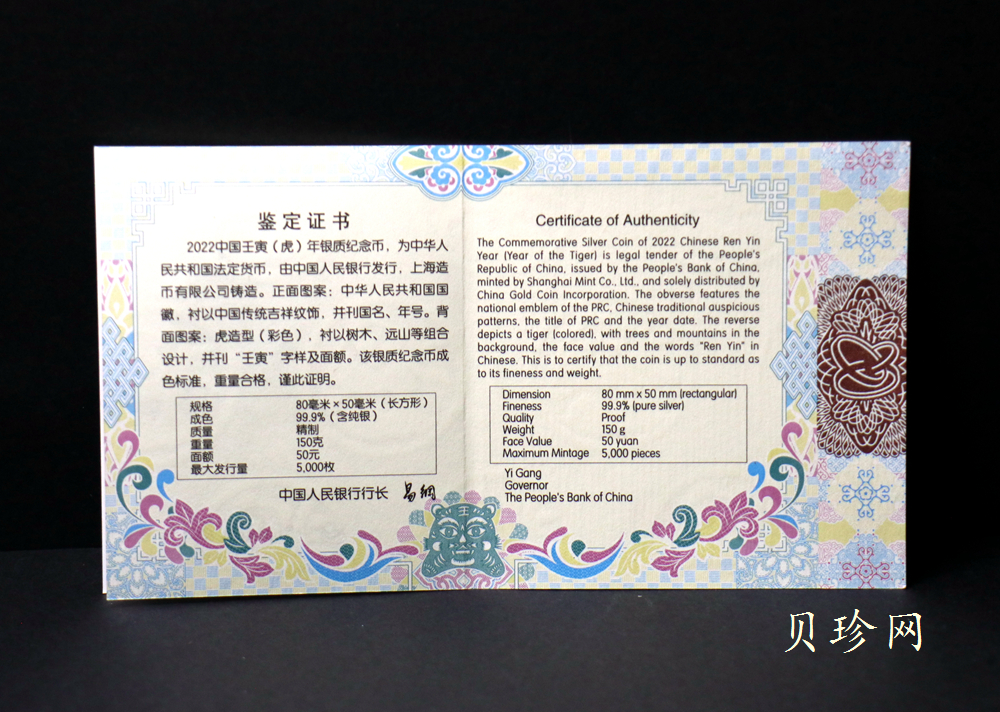 鉴定证书
2022中国壬寅（虎）年银质纪念币，为中华人
民共和国法定货币，由中国人民银行发行，上海造
币有限公司铸造。正面图案：中华人民共和国国
徽，衬以中国传统吉祥纹饰，并刊国名、年号。背
面图案：虎造型（彩色），衬以树木、远山等组合
设计，并刊“壬寅”字样及面额。该银质纪念币成
色标准，重量合格，谨此证明。
规格 80毫米×50毫米（长方形）
成色 99.9%（含纯银）
质量 精制
重量 150克
面额 50元
最大发行量 5,000枚
中国人民银行行长 易纲
Certificate of Authenticity
The Commemorative Silver Coin of 2022 Chinese Ren Yin
Year (Year of the Tiger) is legal tender of the People's
Republic of China, issued by the People's Bank of China,
minted by Shanghai Mint Co., Ltd., and solely distributed by
China Gold Coin Incorporation. The obverse features the
national emblem of the PRC, Chinese traditional auspicious
patterns, the title of PRC and the year date. The reverse
depicts a tiger (colored), with trees and mountains in the
background, the face value and the words "Ren Yin" in
Chinese. This is to certify that the coin is up to standard as
to its fineness and weight.
Dimension 80 mm x 50 mm (rectangular)
Fineness 99.9% (pure silver)
Quality Proof
Weight 150 g
Face Value 50 yuan
Maximum Mintage 5,000 pieces
Yi Gang
Governor
The People's Bank of China
贝珍网